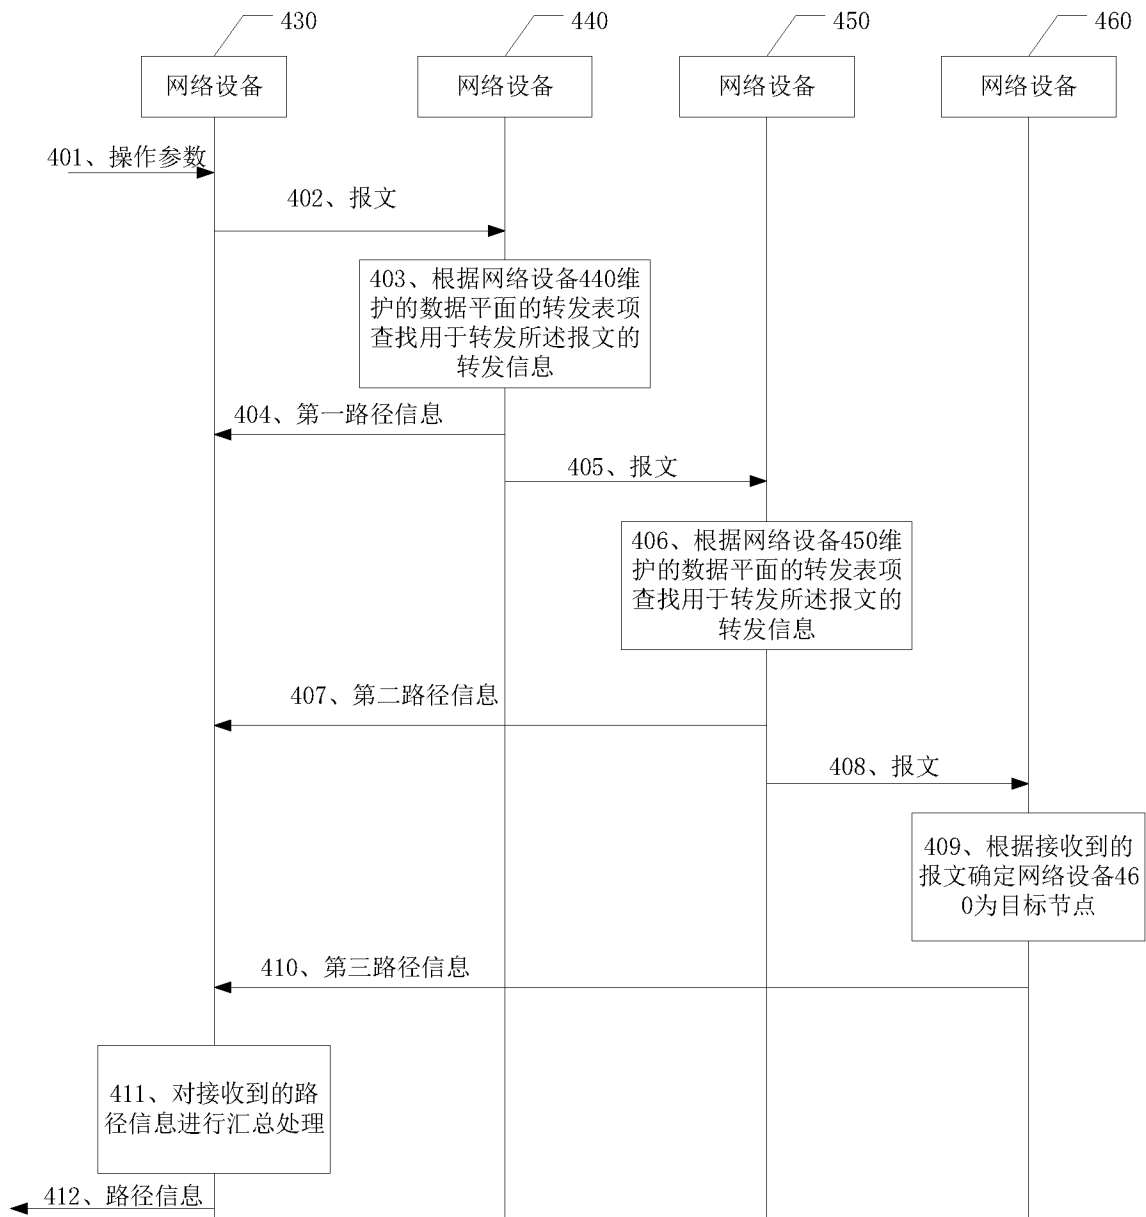 430
440
450
460
网络设备
网络设备
网络设备
网络设备
401、操作参数
402、报文
403、根据网络设备440维
护的数据平面的转发表项
查找用于转发所述报文的
转发信息
404、第一路径信息
405、报文
406、根据网络设备450维
护的数据平面的转发表项
查找用于转发所述报文的
转发信息
407、第二路径信息
408、报文
409、根据接收到的
报文确定网络设备46
0为目标节点
410、第三路径信息
411、对接收到的路
径信息进行汇总处理
412、路径信息